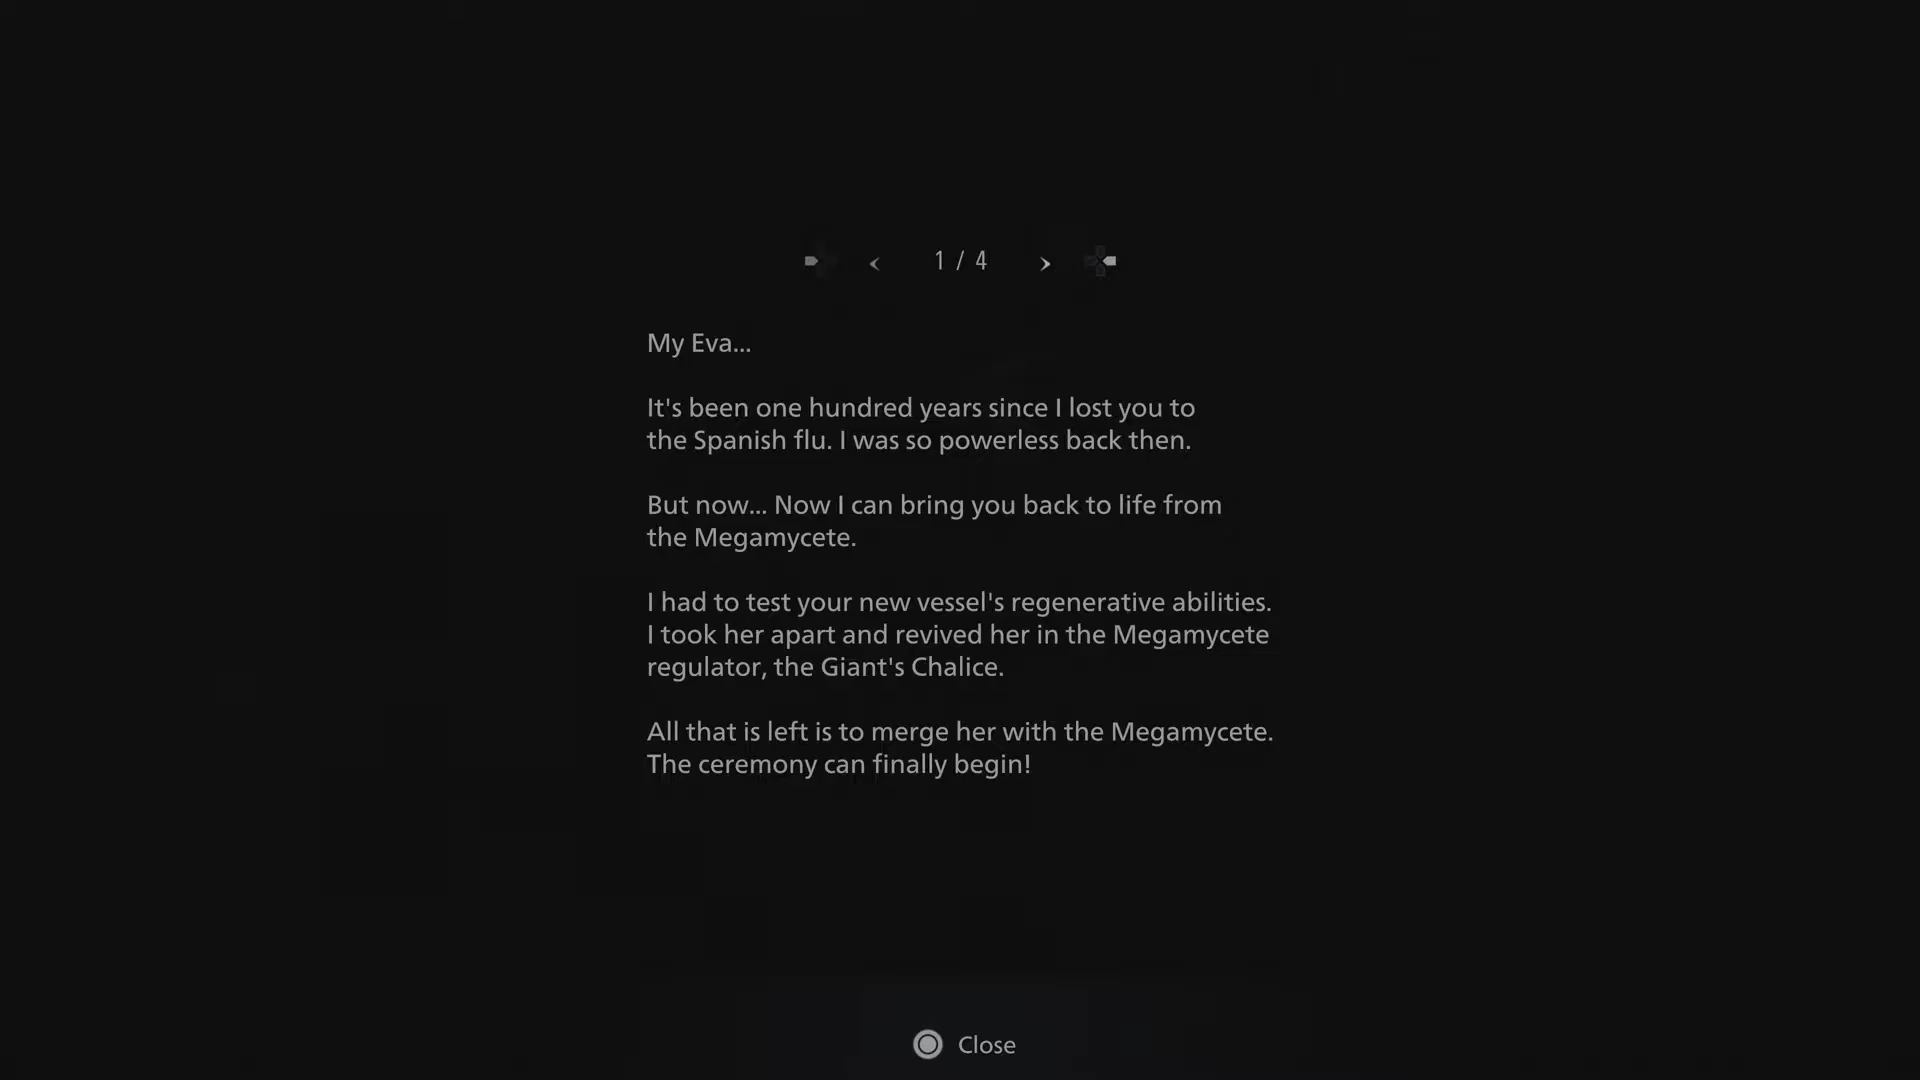 < 1 / 4 >
My Eva...
It's been one hundred years since I lost you to
the Spanish flu. I was so powerless back then.
But now... Now I can bring you back to life from
the Megamycete.
I had to test your new vessel's regenerative abilities.
I took her apart and revived her in the Megamycete
regulator, the Giant's Chalice.
All that is left is to merge her with the Megamycete.
The ceremony can finally begin!
Close